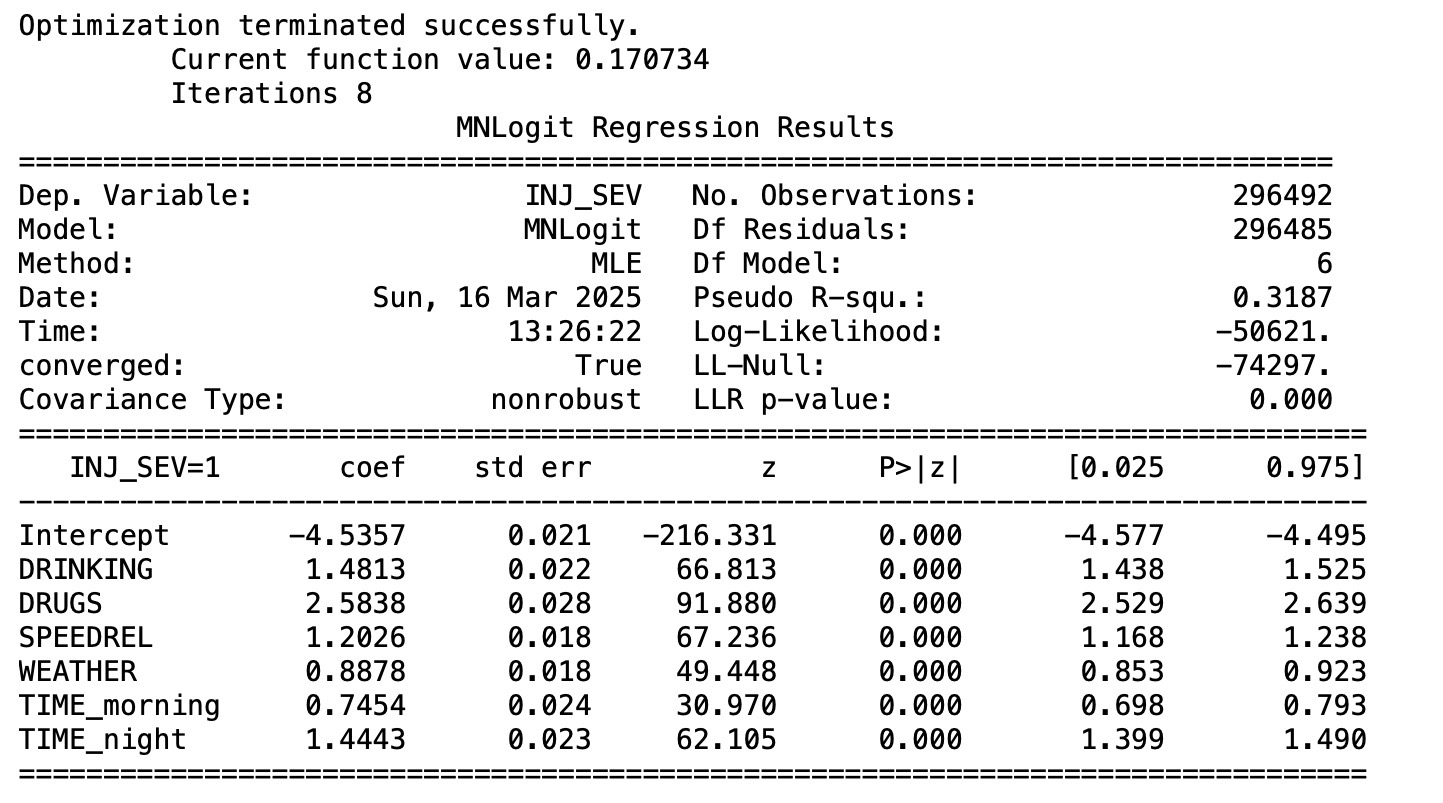 Optimization terminated successfully.
         Current function value: 0.170734
         Iterations 8
                          MNLogit Regression Results
==============================================================================
Dep. Variable:                INJ_SEV   No. Observations:               296492
Model:                        MNLogit   Df Residuals:                   296485
Method:                           MLE   Df Model:                            6
Date:                Sun, 16 Mar 2025   Pseudo R-squ.:                  0.3187
Time:                        13:26:22   Log-Likelihood:                -50621.
converged:                       True   LL-Null:                       -74297.
Covariance Type:            nonrobust   LLR p-value:                     0.000
================================================================================
   INJ_SEV=1       coef    std err          z      P>|z|      [0.025      0.975]
--------------------------------------------------------------------------------
Intercept       -4.5357      0.021   -216.331      0.000      -4.577      -4.495
DRINKING         1.4813      0.022     66.813      0.000       1.438       1.525
DRUGS            2.5838      0.028     91.880      0.000       2.529       2.639
SPEEDREL         1.2026      0.018     67.236      0.000       1.168       1.238
WEATHER          0.8878      0.018     49.448      0.000       0.853       0.923
TIME_morning     0.7454      0.024     30.970      0.000       0.698       0.793
TIME_night       1.4443      0.023     62.105      0.000       1.399       1.490
================================================================================